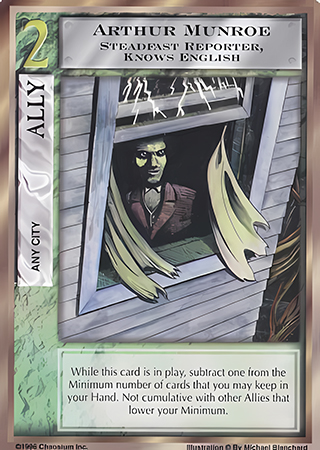 2
ARTHUR MUNROE
STEADFAST REPORTER,
KNOWS ENGLISH
ALLY
ANY CITY
While this card is in play, subtract one from the
Minimum number of cards that you may keep in
your Hand. Not cumulative with other Allies that
lower your Minimum.
©1996 Chaosium Inc.
Illustration © By Michael Blanchard